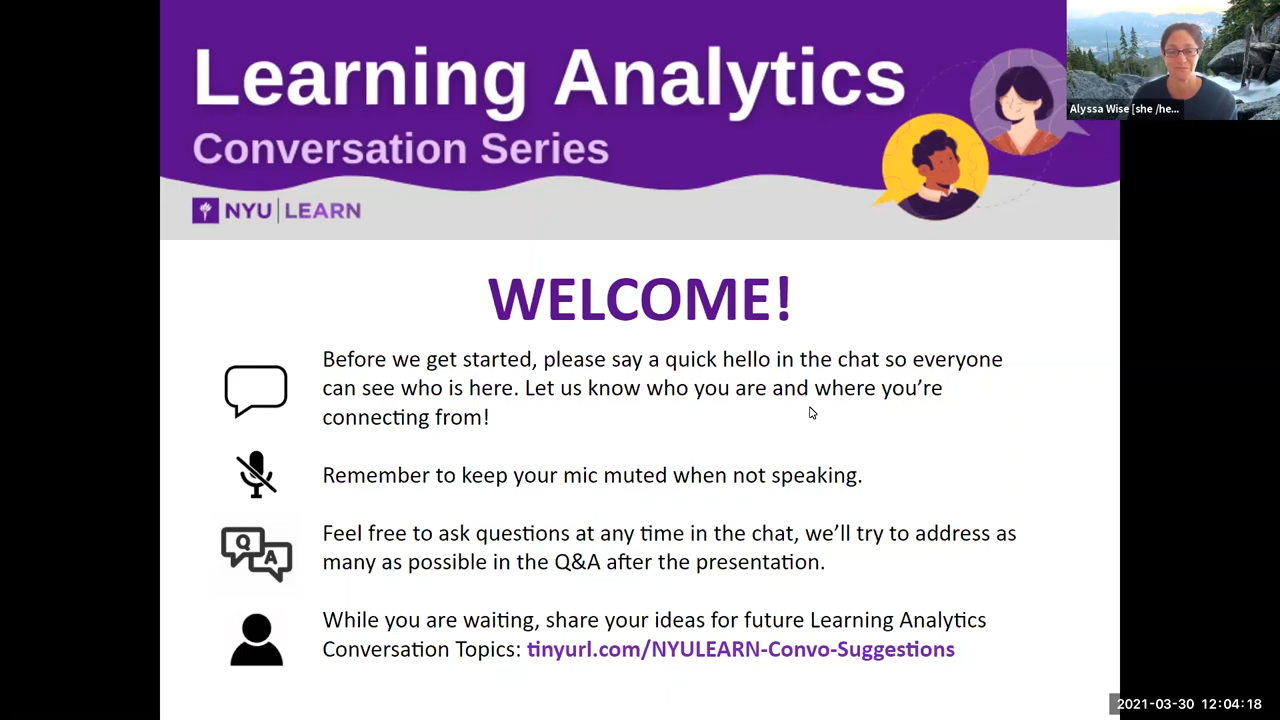 Learning Analytics
Conversation Series
NYU LEARN
Alyssa Wise [she /he...
WELCOME!
Before we get started, please say a quick hello in the chat so everyone
can see who is here. Let us know who you are and where you’re
connecting from!
Remember to keep your mic muted when not speaking.
Q
A
Feel free to ask questions at any time in the chat, we’ll try to address as
many as possible in the Q&A after the presentation.
While you are waiting, share your ideas for future Learning Analytics
Conversation Topics: tinyurl.com/NYULEARN-Convo-Suggestions
2021-03-30 12:04:18